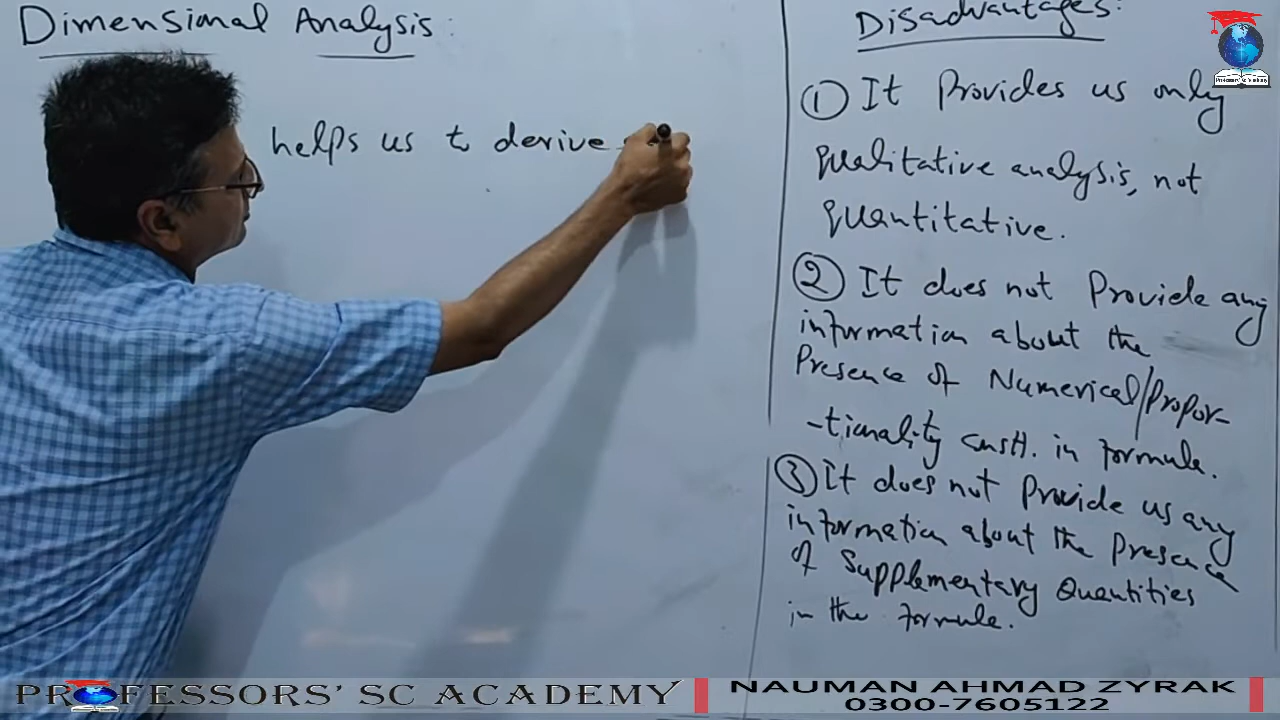 Dimensional Analysis:
helps us to derive
Disadvantages:
① It Provides us only
qualitative analysis, not
quantitative.
② It does not Provide any
information about the
Presence of Numerical/Propor-
-tionality Constt. in formula.
③ It does not Provide us any
information about the Presence
of Supplementary Quantities
in the formula.
PROFESSORS' SC ACADEMY
NAUMAN AHMAD ZYRAK
0300-7605122